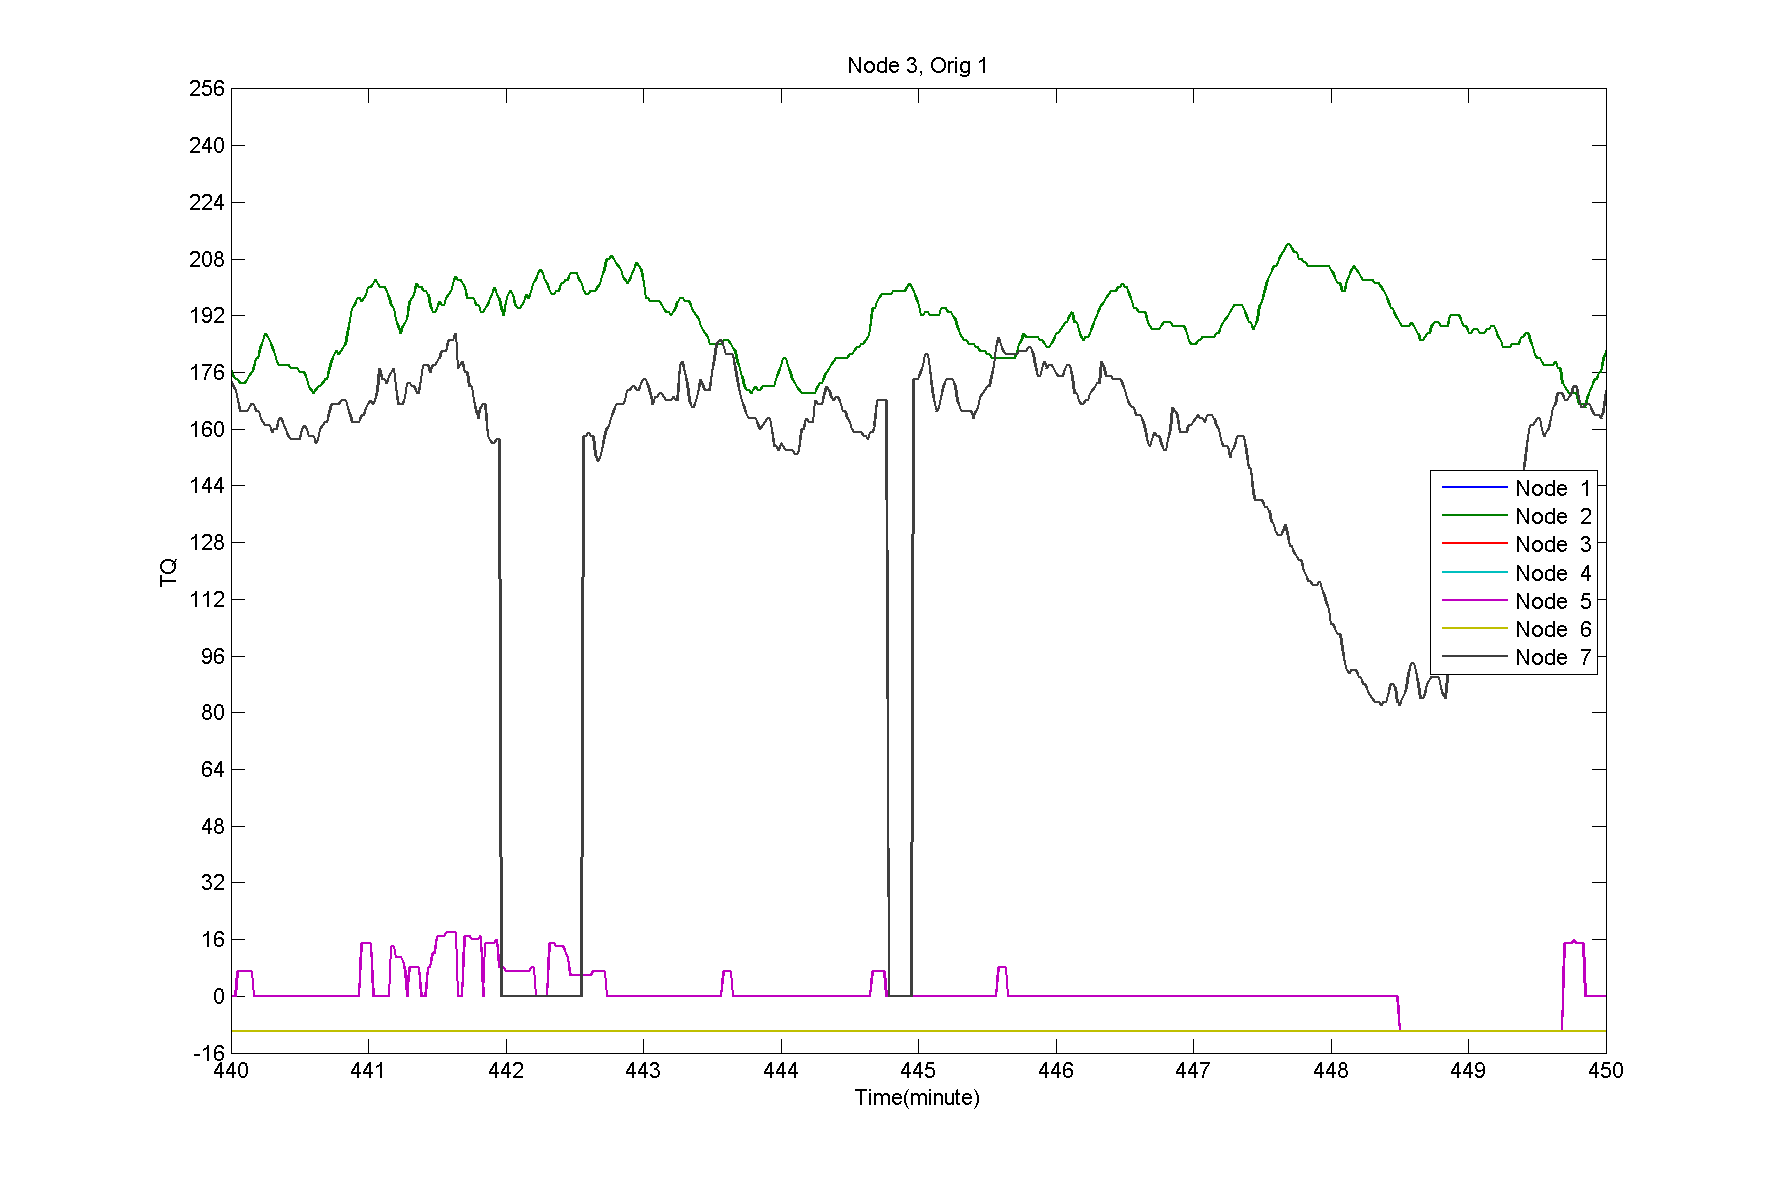 Node 3, Orig 1
256
240
224
208
192
176
160
144
128
112
96
80
64
48
32
16
0
-16
TQ
Node 1
Node 2
Node 3
Node 4
Node 5
Node 6
Node 7
440 441 442 443 444 445 446 447 448 449 450
Time(minute)